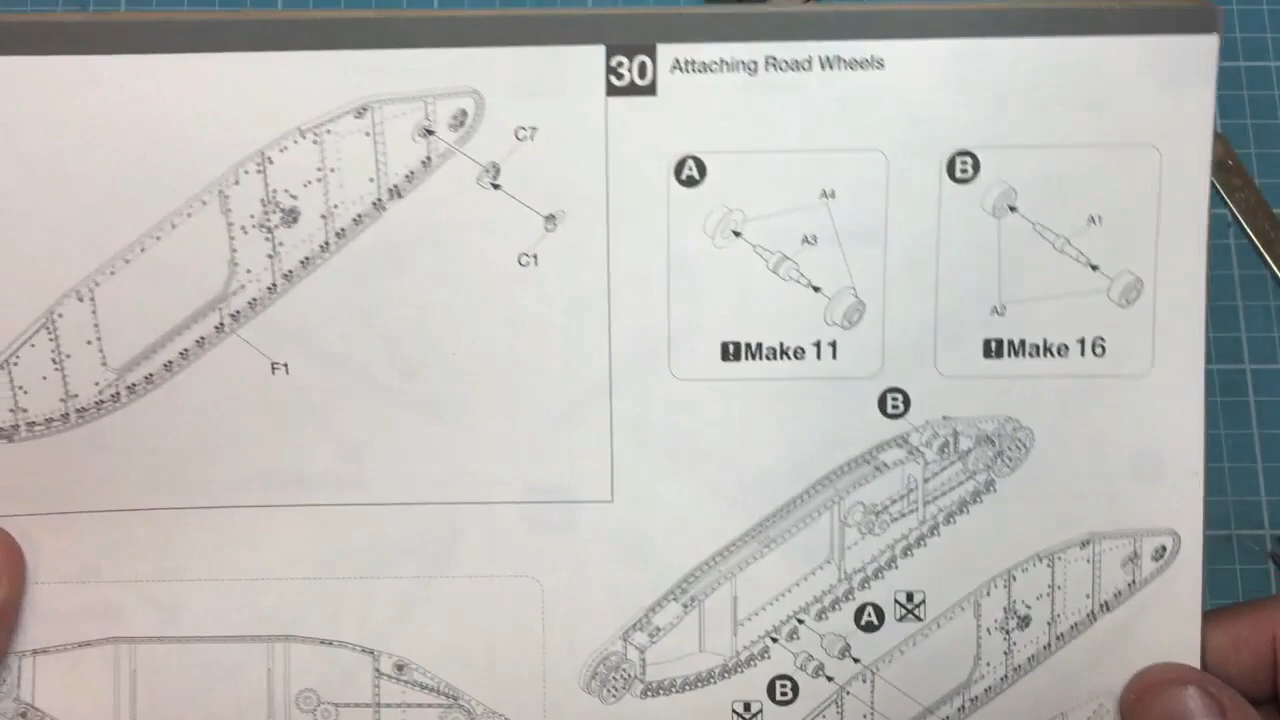 C7
C1
F1
30 Attaching Road Wheels
A
A4
A3
! Make 11
B
A1
A2
! Make 16
B
A
B